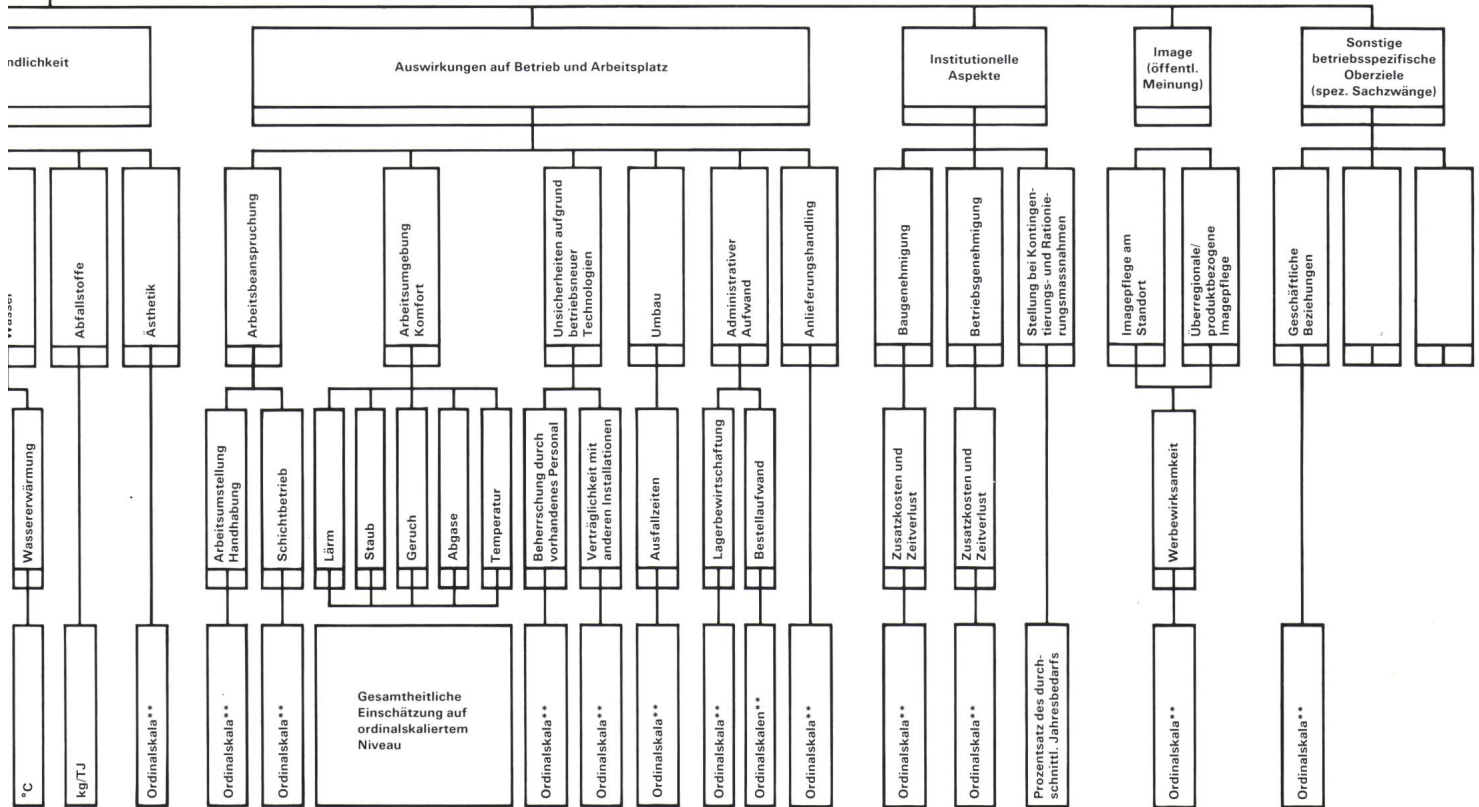 ndlichkeit
Auswirkungen auf Betrieb und Arbeitsplatz
Institutionelle
Aspekte
Image
(öffentl.
Meinung)
Sonstige
betriebsspezifische
Oberziele
(spez. Sachzwänge)
Wasser
Abfallstoffe
Ästhetik
Arbeitsbeanspruchung
Arbeitsumgebung
Komfort
Unsicherheiten aufgrund
betriebsneuer
Technologien
Umbau
Administrativer
Aufwand
Anlieferungshandling
Baugenehmigung
Betriebsgenehmigung
Stellung bei Kontingen-
tierungs- und Rationie-
rungsmassnahmen
Imagepflege am
Standort
Überregionale/
produktbezogene
Imagepflege
Geschäftliche
Beziehungen
Wassererwärmung
Arbeitsumstellung
Handhabung
Schichtbetrieb
Lärm
Staub
Geruch
Abgase
Temperatur
Beherrschung durch
vorhandenes Personal
Verträglichkeit mit
anderen Installationen
Ausfallzeiten
Lagerbewirtschaftung
Bestellaufwand
Zusatzkosten und
Zeitverlust
Zusatzkosten und
Zeitverlust
Werbewirksamkeit
°C
kg/TJ
Ordinalskala**
Ordinalskala**
Ordinalskala**
Gesamtheitliche
Einschätzung auf
ordinalskaliertem
Niveau
Ordinalskala**
Ordinalskala**
Ordinalskala**
Ordinalskala**
Ordinalskalen**
Ordinalskala**
Ordinalskala**
Ordinalskala**
Prozentsatz des durch-
schnittl. Jahresbedarfs
Ordinalskala**
Ordinalskala**